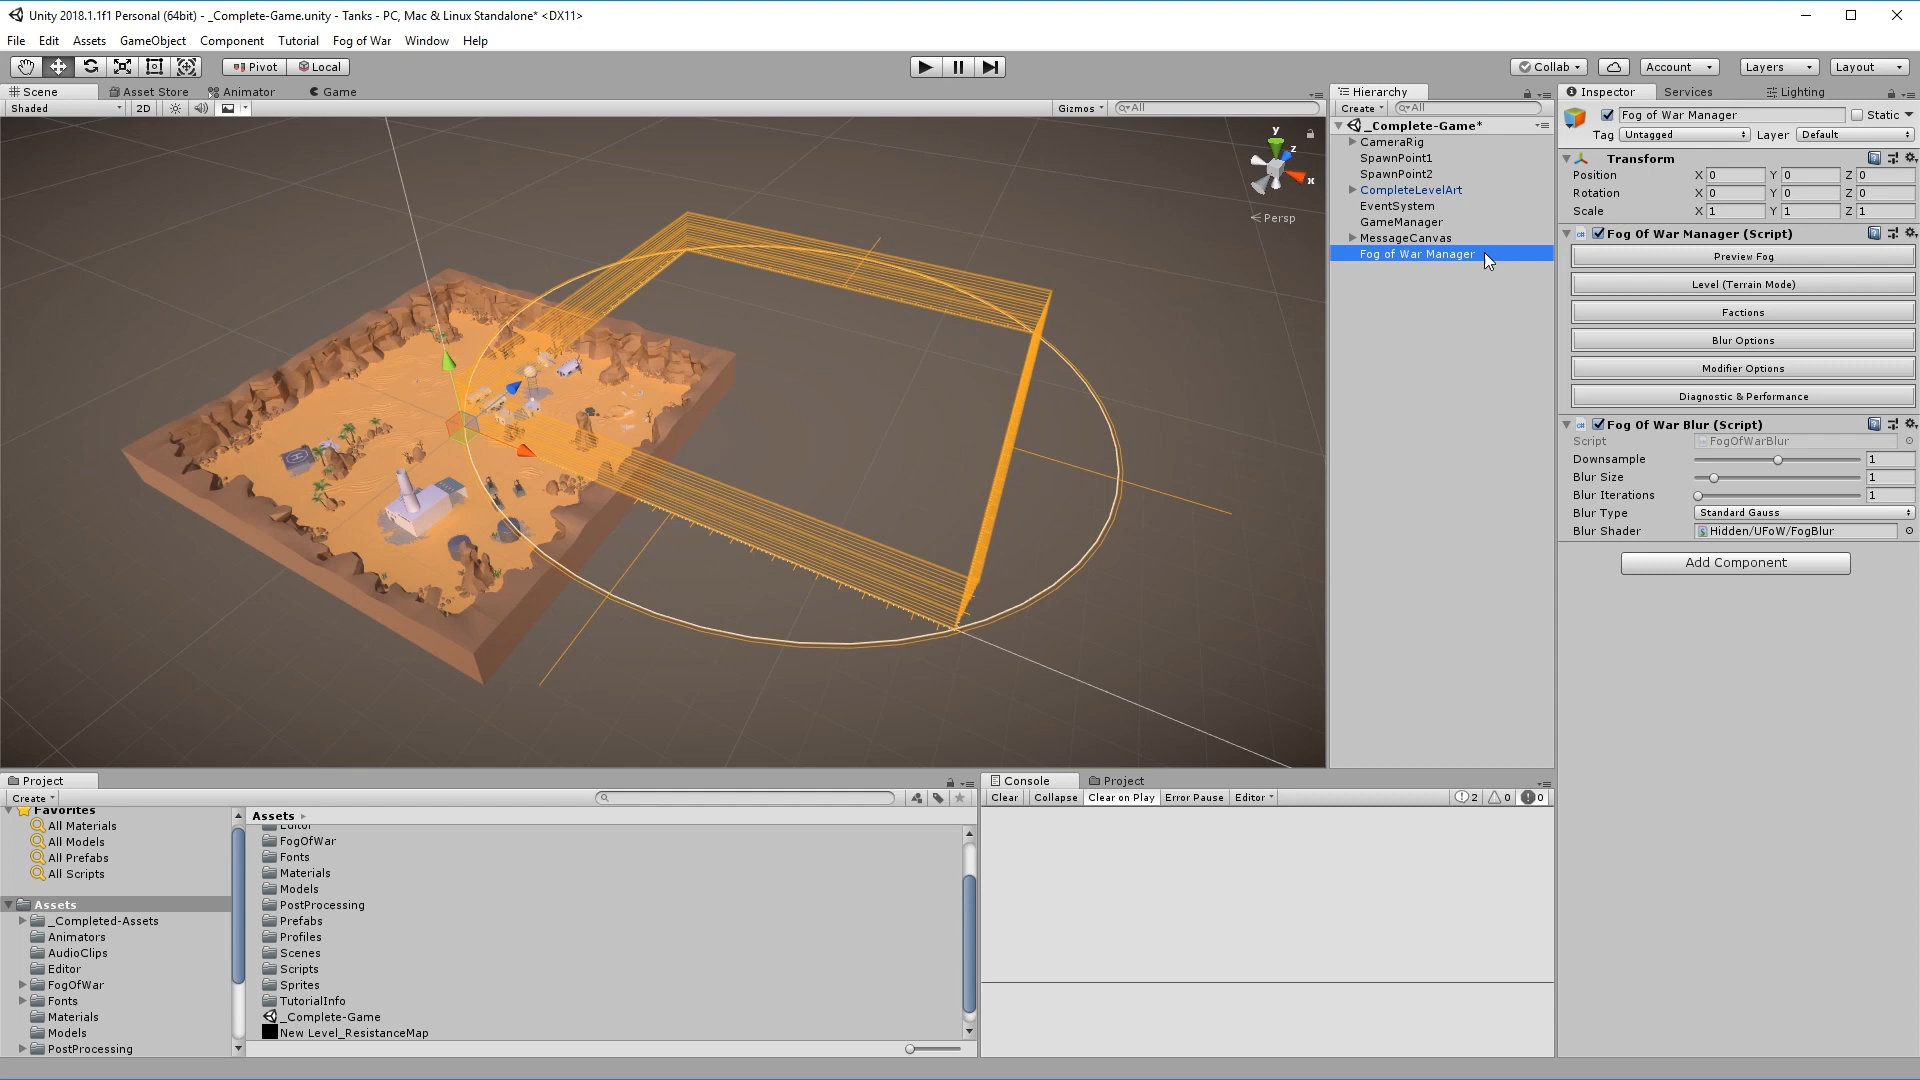 Unity 2018.1.1f1 Personal (64bit) - _Complete-Game.unity - Tanks - PC, Mac & Linux Standalone* <DX11>
File Edit Assets GameObject Component Tutorial Fog of War Window Help
Pivot Local Collab Account Layers Layout
Scene Asset Store Animator Game
Shaded 2D Gizmos All
y
z
x
Persp
Hierarchy
Create All
_Complete-Game*
CameraRig
SpawnPoint1
SpawnPoint2
CompleteLevelArt
EventSystem
GameManager
MessageCanvas
Fog of War Manager
Inspector Services Lighting
Fog of War Manager Static
Tag Untagged Layer Default
Transform
Position X 0 Y 0 Z 0
Rotation X 0 Y 0 Z 0
Scale X 1 Y 1 Z 1
Fog Of War Manager (Script)
Preview Fog
Level (Terrain Mode)
Factions
Blur Options
Modifier Options
Diagnostic & Performance
Fog Of War Blur (Script)
Script FogOfWarBlur
Downsample 1
Blur Size 1
Blur Iterations 1
Blur Type Standard Gauss
Blur Shader Hidden/UFoW/FogBlur
Add Component
Project
Create
Favorites
All Materials
All Models
All Prefabs
All Scripts
Assets
_Completed-Assets
Animators
AudioClips
Editor
FogOfWar
Fonts
Materials
Models
PostProcessing
Assets
Editor
FogOfWar
Fonts
Materials
Models
PostProcessing
Prefabs
Profiles
Scenes
Scripts
Sprites
TutorialInfo
_Complete-Game
New Level_ResistanceMap
Console Project
Clear Collapse Clear on Play Error Pause Editor 2 0 0